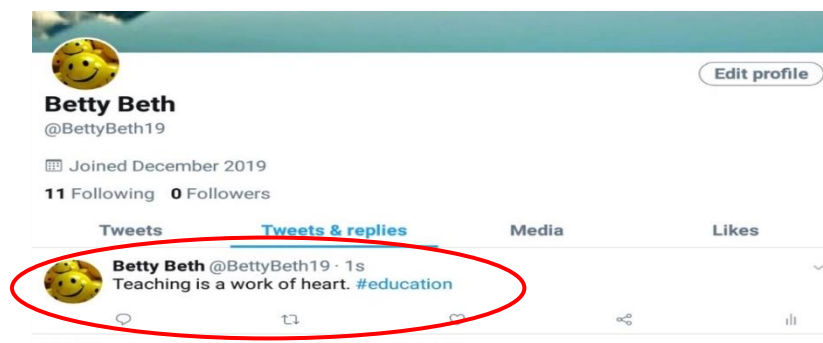 Edit profile
Betty Beth
@BettyBeth19
Joined December 2019
11 Following 0 Followers
Tweets Tweets & replies Media Likes
Betty Beth @BettyBeth19 · 1s
Teaching is a work of heart. #education